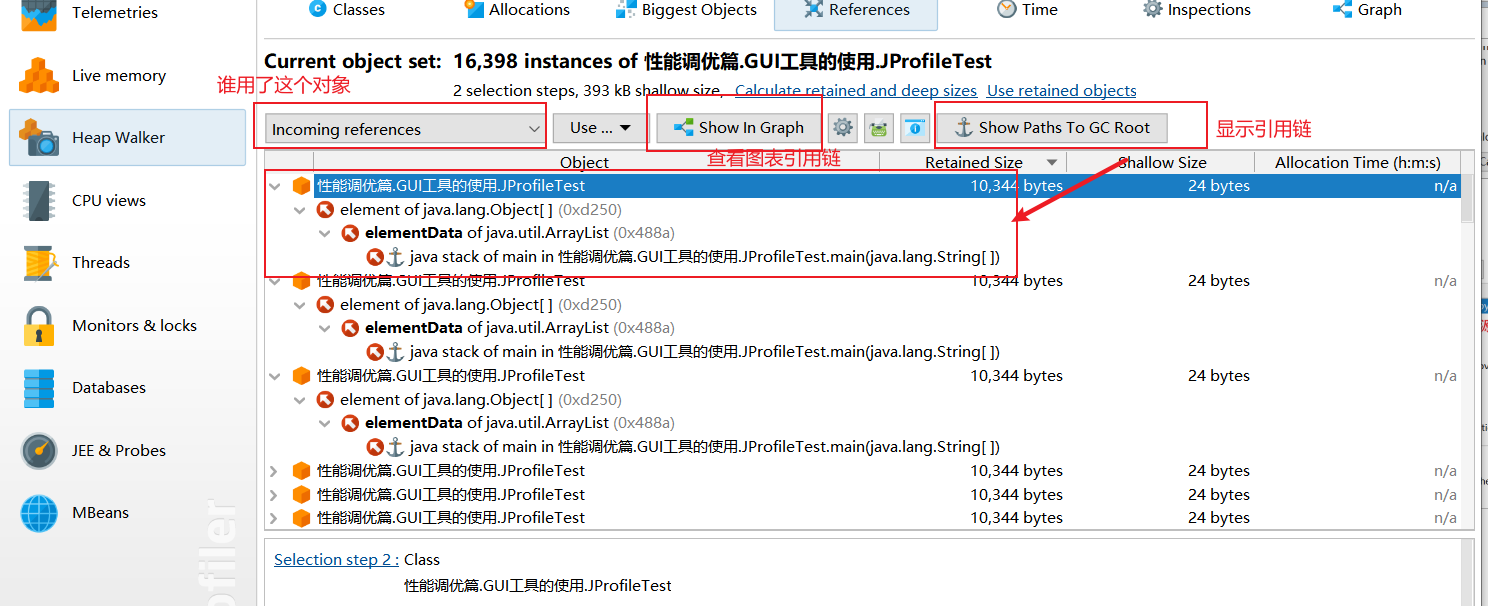 Telemetries
Classes
Allocations
Biggest Objects
References
Time
Inspections
Graph
Live memory
Heap Walker
CPU views
Threads
Monitors & locks
Databases
JEE & Probes
MBeans
Current object set: 16,398 instances of 性能调优篇.GUI工具的使用.JProfileTest
谁用了这个对象
2 selection steps, 393 kB shallow size, Calculate retained and deep sizes Use retained objects
Incoming references
Use ...
Show In Graph
Show Paths To GC Root
显示引用链
查看图表引用链
Object Retained Size Shallow Size Allocation Time (h:m:s)
性能调优篇.GUI工具的使用.JProfileTest 10,344 bytes 24 bytes n/a
element of java.lang.Object[ ] (0xd250)
elementData of java.util.ArrayList (0x488a)
java stack of main in 性能调优篇.GUI工具的使用.JProfileTest.main(java.lang.String[ ])
性能调优篇.GUI工具的使用.JProfileTest 10,344 bytes 24 bytes n/a
element of java.lang.Object[ ] (0xd250)
elementData of java.util.ArrayList (0x488a)
java stack of main in 性能调优篇.GUI工具的使用.JProfileTest.main(java.lang.String[ ])
性能调优篇.GUI工具的使用.JProfileTest 10,344 bytes 24 bytes n/a
element of java.lang.Object[ ] (0xd250)
elementData of java.util.ArrayList (0x488a)
java stack of main in 性能调优篇.GUI工具的使用.JProfileTest.main(java.lang.String[ ])
性能调优篇.GUI工具的使用.JProfileTest 10,344 bytes 24 bytes n/a
性能调优篇.GUI工具的使用.JProfileTest 10,344 bytes 24 bytes n/a
性能调优篇.GUI工具的使用.JProfileTest 10,344 bytes 24 bytes n/a
Selection step 2 : Class
性能调优篇.GUI工具的使用.JProfileTest